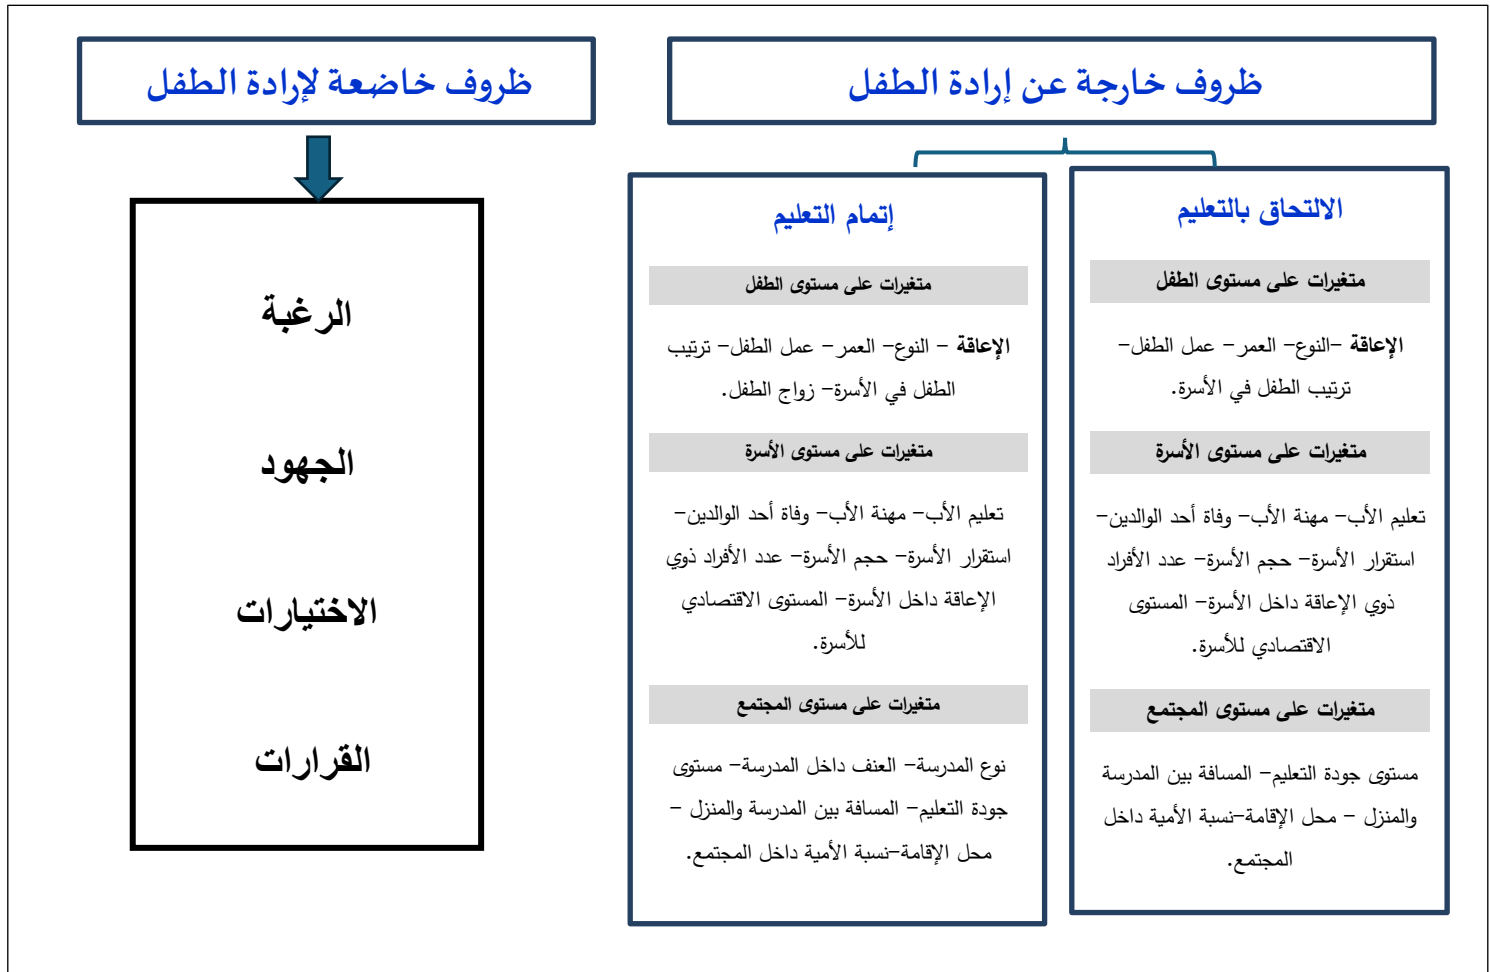 ظروف خارجة عن إرادة الطفل
الالتحاق بالتعليم
متغيرات على مستوى الطفل
الإعاقة –النوع– العمر– عمل الطفل–
ترتيب الطفل في الأسرة.
متغيرات على مستوى الأسرة
تعليم الأب– مهنة الأب– وفاة أحد الوالدين–
استقرار الأسرة– حجم الأسرة– عدد الأفراد
ذوي الإعاقة داخل الأسرة– المستوى
الاقتصادي للأسرة.
متغيرات على مستوى المجتمع
مستوى جودة التعليم– المسافة بين المدرسة
والمنزل – محل الإقامة–نسبة الأمية داخل
المجتمع.
إتمام التعليم
متغيرات على مستوى الطفل
الإعاقة – النوع– العمر– عمل الطفل– ترتيب
الطفل في الأسرة– زواج الطفل.
متغيرات على مستوى الأسرة
تعليم الأب– مهنة الأب– وفاة أحد الوالدين–
استقرار الأسرة– حجم الأسرة– عدد الأفراد ذوي
الإعاقة داخل الأسرة– المستوى الاقتصادي
للأسرة.
متغيرات على مستوى المجتمع
نوع المدرسة– العنف داخل المدرسة– مستوى
جودة التعليم– المسافة بين المدرسة والمنزل –
محل الإقامة–نسبة الأمية داخل المجتمع.
ظروف خاضعة لإرادة الطفل
الرغبة
الجهود
الاختيارات
القرارات